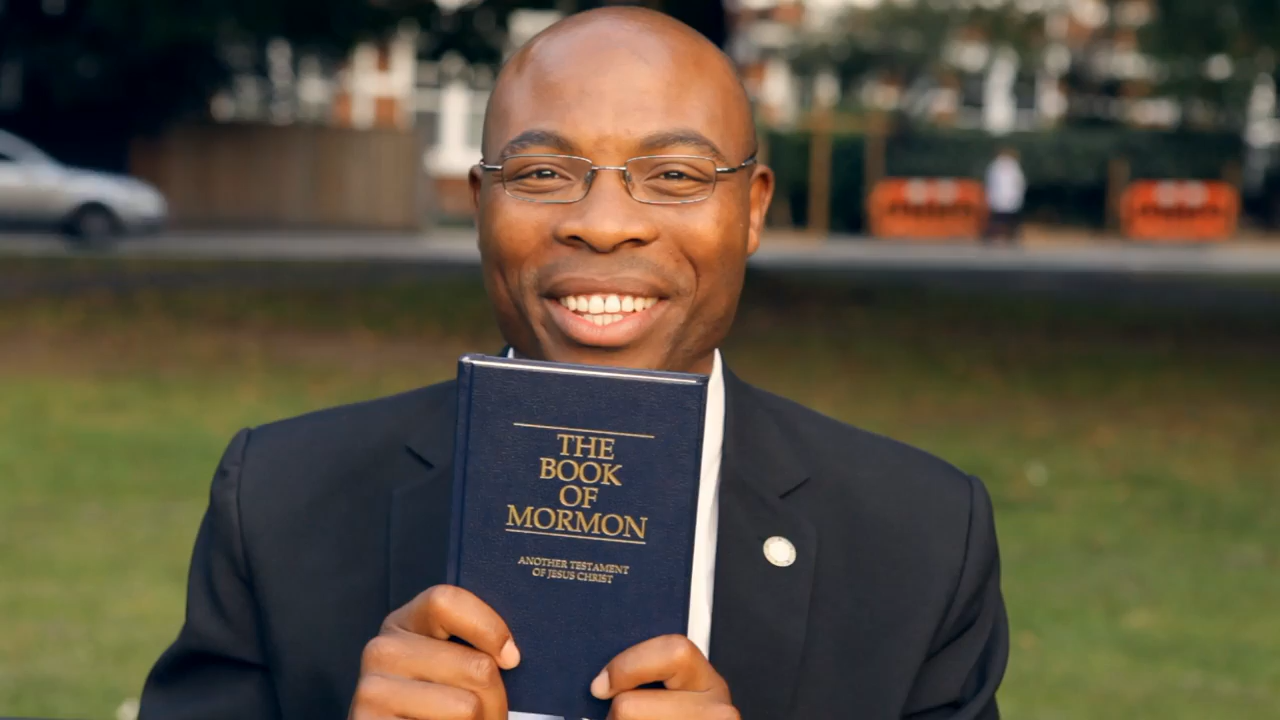 THE
BOOK
OF
MORMON
ANOTHER TESTAMENT
OF JESUS CHRIST